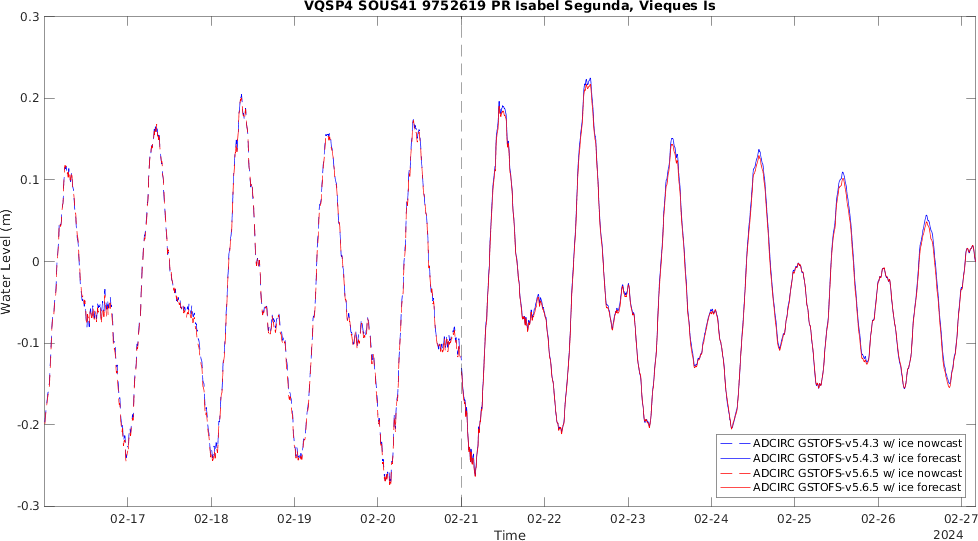 VQSP4 SOUS41 9752619 PR Isabel Segunda, Vieques Is
0.3
0.2
0.1
0
-0.1
-0.2
-0.3
Water Level (m)
ADCIRC GSTOFS-v5.4.3 w/ ice nowcast
ADCIRC GSTOFS-v5.4.3 w/ ice forecast
ADCIRC GSTOFS-v5.6.5 w/ ice nowcast
ADCIRC GSTOFS-v5.6.5 w/ ice forecast
02-17 02-18 02-19 02-20 02-21 02-22 02-23 02-24 02-25 02-26 02-27
Time
2024